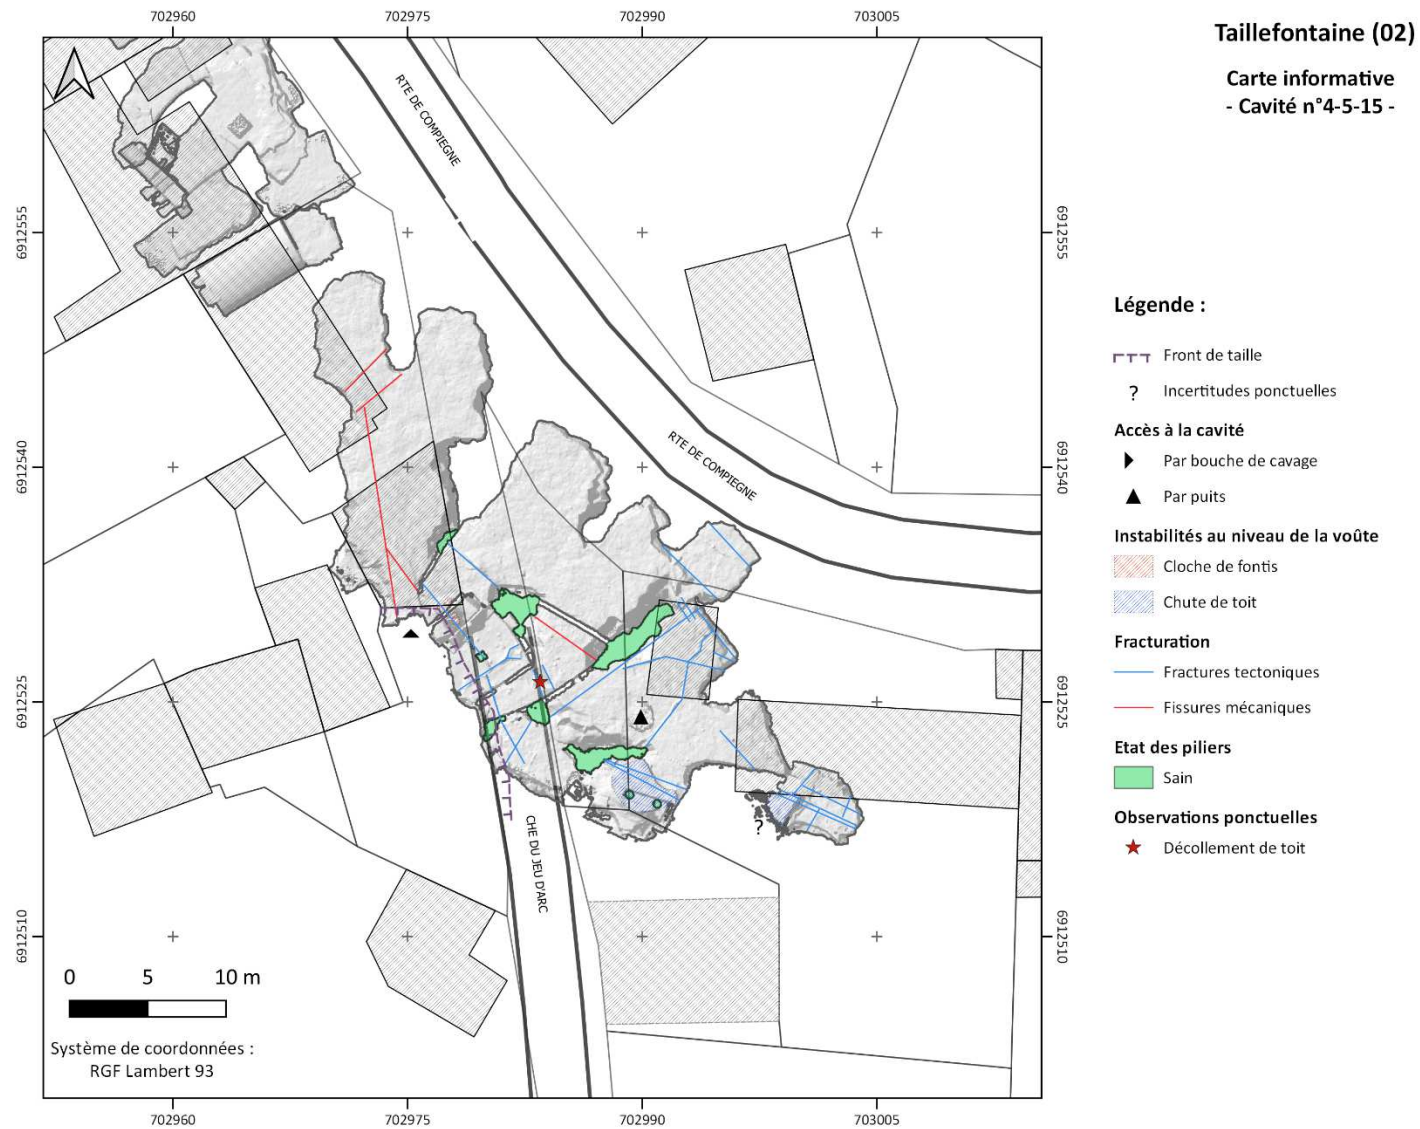 Taillefontaine (02)
Carte informative
- Cavité n°4-5-15 -
702960
702975
702990
703005
6912555
6912540
6912525
6912510
6912555
6912540
6912525
6912510
RTE DE COMPIEGNE
RTE DE COMPIEGNE
CHE DU JEU D'ARC
?
0 5 10 m
Système de coordonnées :
RGF Lambert 93
702960
702975
702990
703005
Légende :
Front de taille
? Incertitudes ponctuelles
Accès à la cavité
Par bouche de cavage
Par puits
Instabilités au niveau de la voûte
Cloche de fontis
Chute de toit
Fracturation
Fractures tectoniques
Fissures mécaniques
Etat des piliers
Sain
Observations ponctuelles
Décollement de toit